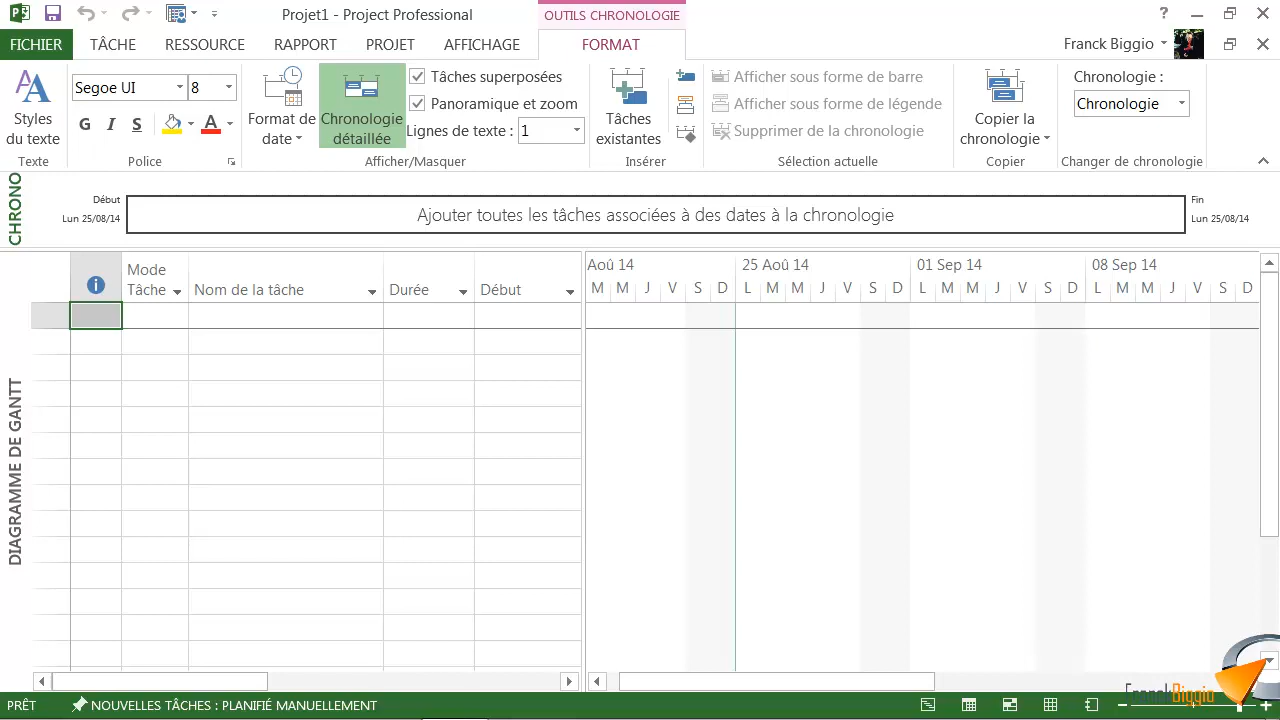 Projet1 - Project Professional
OUTILS CHRONOLOGIE
?
FICHIER
TÂCHE
RESSOURCE
RAPPORT
PROJET
AFFICHAGE
FORMAT
Franck Biggio
Styles du texte
Texte
Segoe UI
8
G I S
A
Police
Format de date
Chronologie détaillée
Tâches superposées
Panoramique et zoom
Lignes de texte : 1
Afficher/Masquer
Tâches existantes
Insérer
Afficher sous forme de barre
Afficher sous forme de légende
Supprimer de la chronologie
Sélection actuelle
Copier la chronologie
Copier
Chronologie :
Chronologie
Changer de chronologie
CHRONO
Début
Lun 25/08/14
Ajouter toutes les tâches associées à des dates à la chronologie
Fin
Lun 25/08/14
DIAGRAMME DE GANTT
Mode Tâche
Nom de la tâche
Durée
Début
Aoû 14
25 Aoû 14
01 Sep 14
08 Sep 14
M M J V S D L M M J V S D L M M J V S D L M M J V S D
PRÊT
NOUVELLES TÂCHES : PLANIFIÉ MANUELLEMENT
FranckBiggio